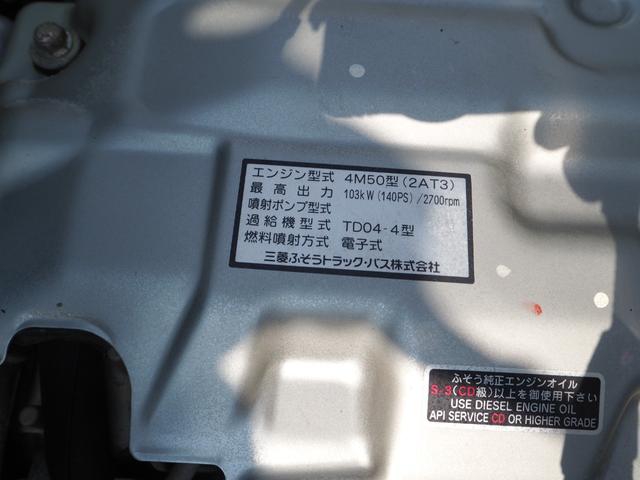 エンジン型式 4M50型(2AT3)
最高出力 103kW(140PS)/2700rpm
噴射ポンプ型式
過給機型式 TD04-4型
燃料噴射方式 電子式
三菱ふそうトラック・バス株式会社
ふそう純正エンジンオイル
S-3(CD級)以上を御使用下さい
USE DIESEL ENGINE OIL
API SERVICE CD OR HIGHER GRADE